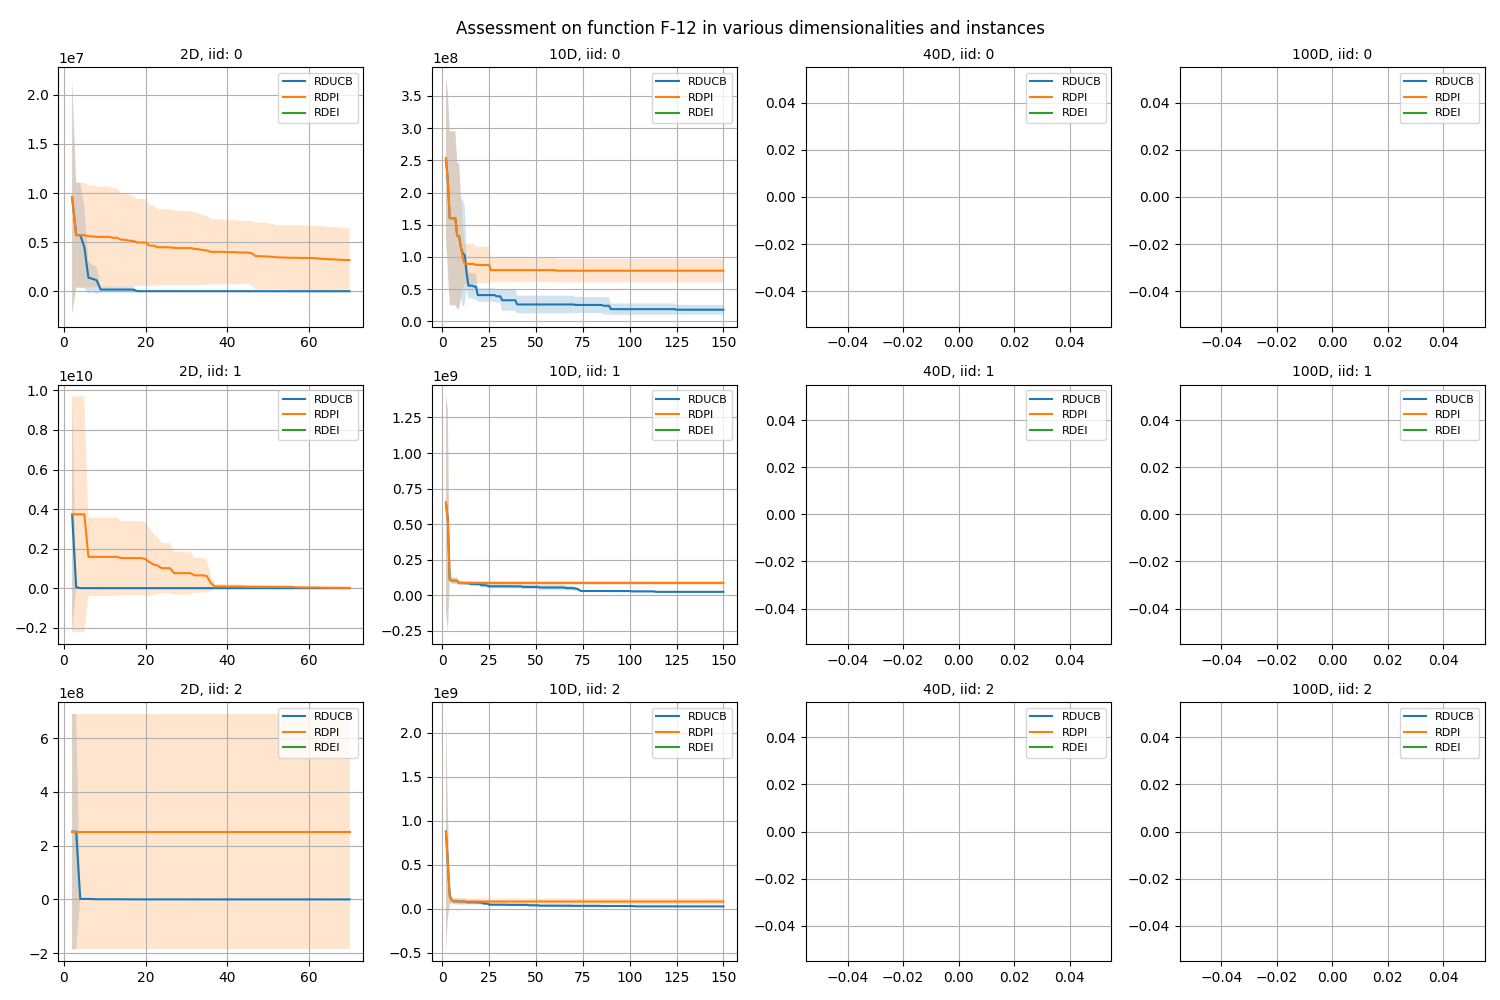 Assessment on function F-12 in various dimensionalities and instances
2D, iid: 0
1e7
RDUCB
RDPI
RDEI
2.0
1.5
1.0
0.5
0.0
0 20 40 60
10D, iid: 0
1e8
RDUCB
RDPI
RDEI
3.5
3.0
2.5
2.0
1.5
1.0
0.5
0.0
0 25 50 75 100 125 150
40D, iid: 0
RDUCB
RDPI
RDEI
0.04
0.02
0.00
−0.02
−0.04
−0.04 −0.02 0.00 0.02 0.04
100D, iid: 0
RDUCB
RDPI
RDEI
0.04
0.02
0.00
−0.02
−0.04
−0.04 −0.02 0.00 0.02 0.04
2D, iid: 1
1e10
RDUCB
RDPI
RDEI
1.0
0.8
0.6
0.4
0.2
0.0
−0.2
0 20 40 60
10D, iid: 1
1e9
RDUCB
RDPI
RDEI
1.25
1.00
0.75
0.50
0.25
0.00
−0.25
0 25 50 75 100 125 150
40D, iid: 1
RDUCB
RDPI
RDEI
0.04
0.02
0.00
−0.02
−0.04
−0.04 −0.02 0.00 0.02 0.04
100D, iid: 1
RDUCB
RDPI
RDEI
0.04
0.02
0.00
−0.02
−0.04
−0.04 −0.02 0.00 0.02 0.04
2D, iid: 2
1e8
RDUCB
RDPI
RDEI
6
4
2
0
−2
0 20 40 60
10D, iid: 2
1e9
RDUCB
RDPI
RDEI
2.0
1.5
1.0
0.5
0.0
−0.5
0 25 50 75 100 125 150
40D, iid: 2
RDUCB
RDPI
RDEI
0.04
0.02
0.00
−0.02
−0.04
−0.04 −0.02 0.00 0.02 0.04
100D, iid: 2
RDUCB
RDPI
RDEI
0.04
0.02
0.00
−0.02
−0.04
−0.04 −0.02 0.00 0.02 0.04